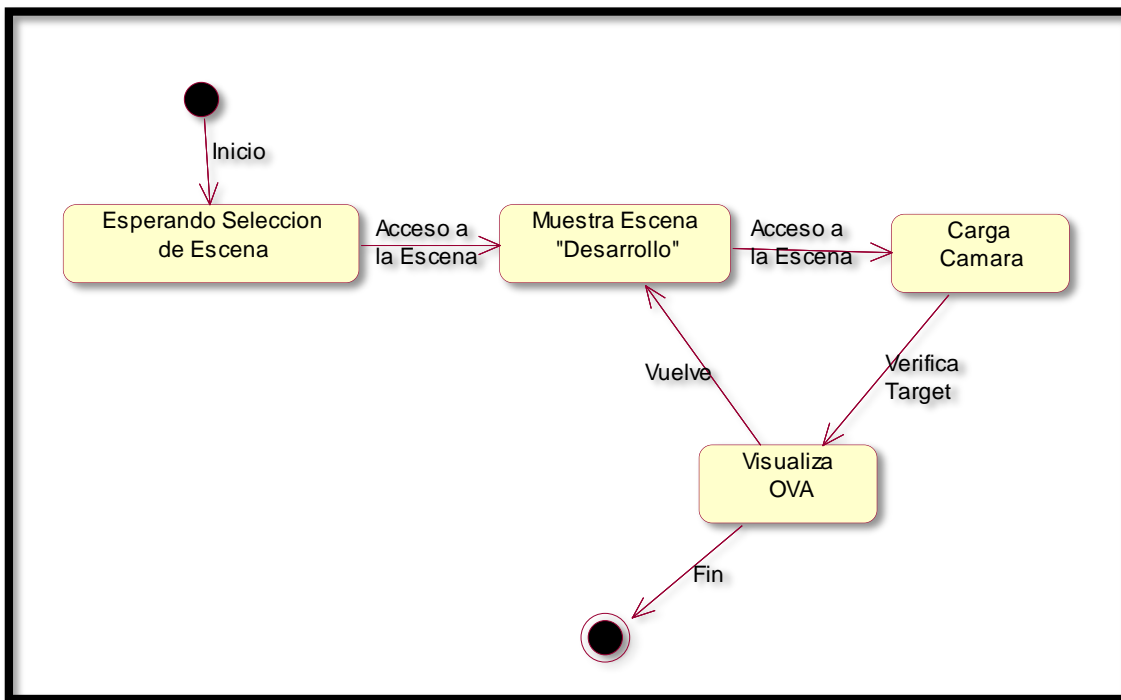 Inicio
Esperando Seleccion
de Escena
Acceso a
la Escena
Muestra Escena
"Desarrollo"
Acceso a
la Escena
Carga
Camara
Verifica
Target
Vuelve
Visualiza
OVA
Fin